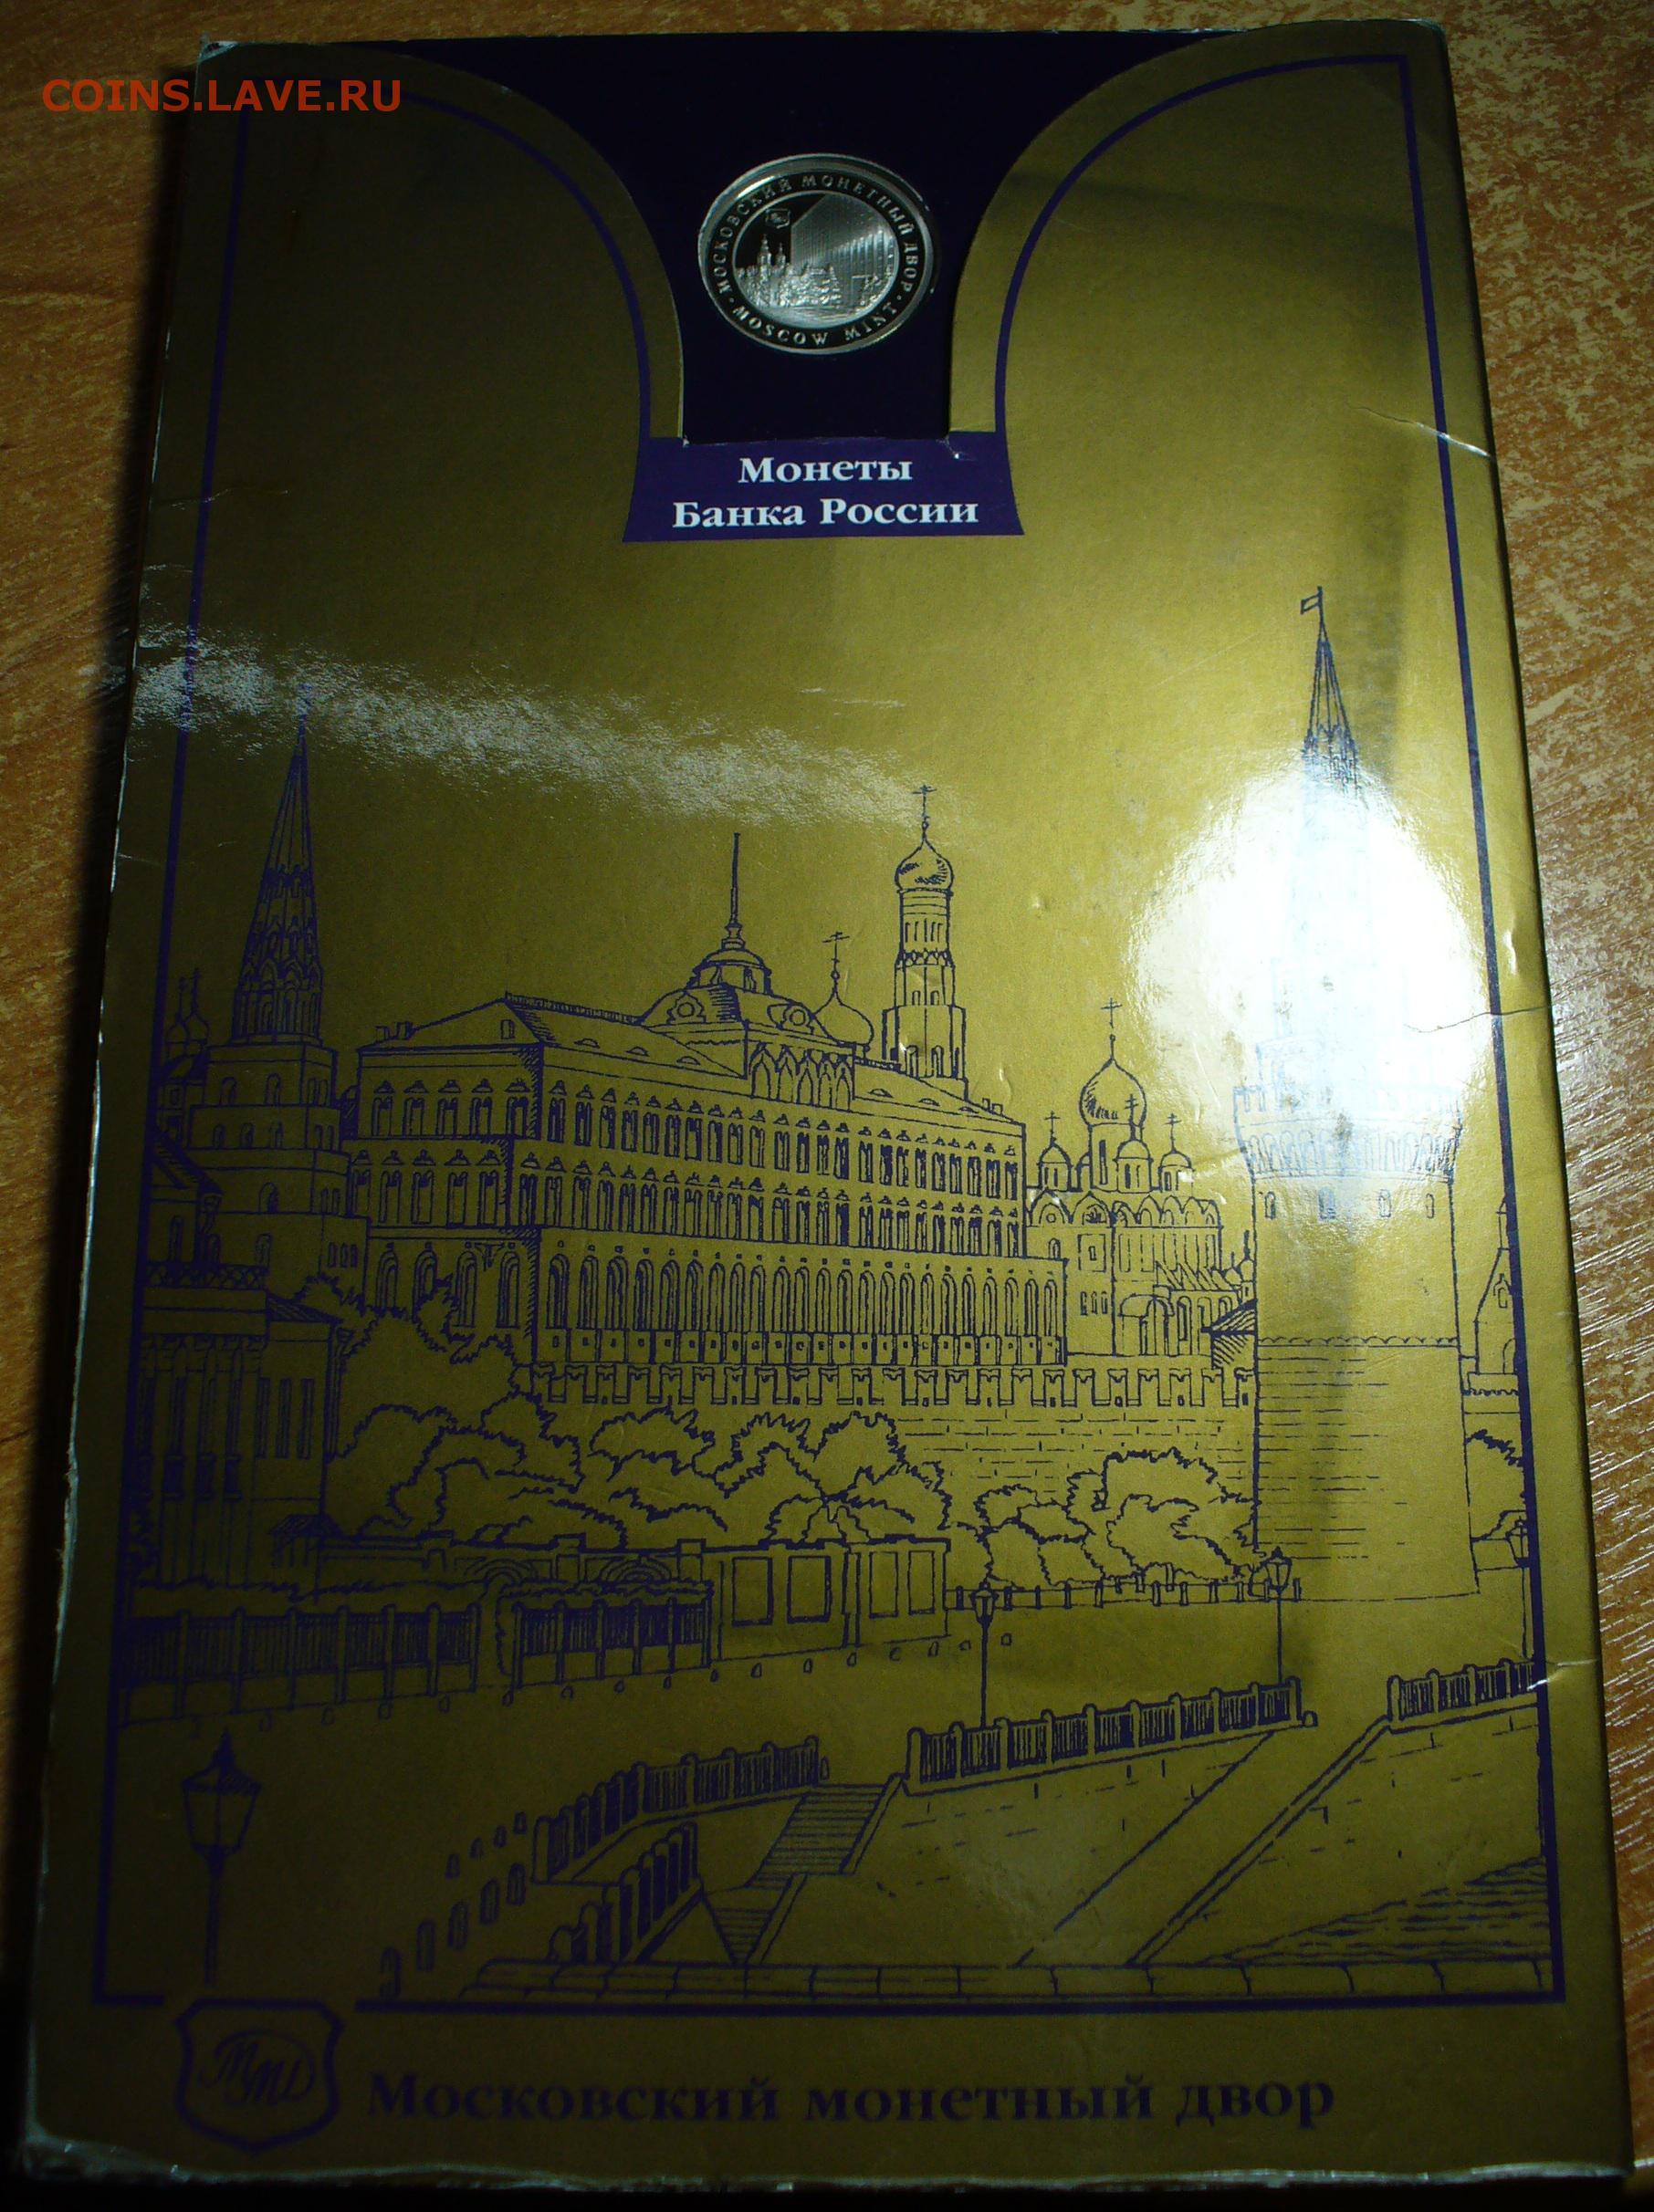 COINS.LAVE.RU
МОСКОВСКИЙ МОНЕТНЫЙ ДВОР
MOSCOW MINT
Монеты
Банка России
ММД
Московский монетный двор